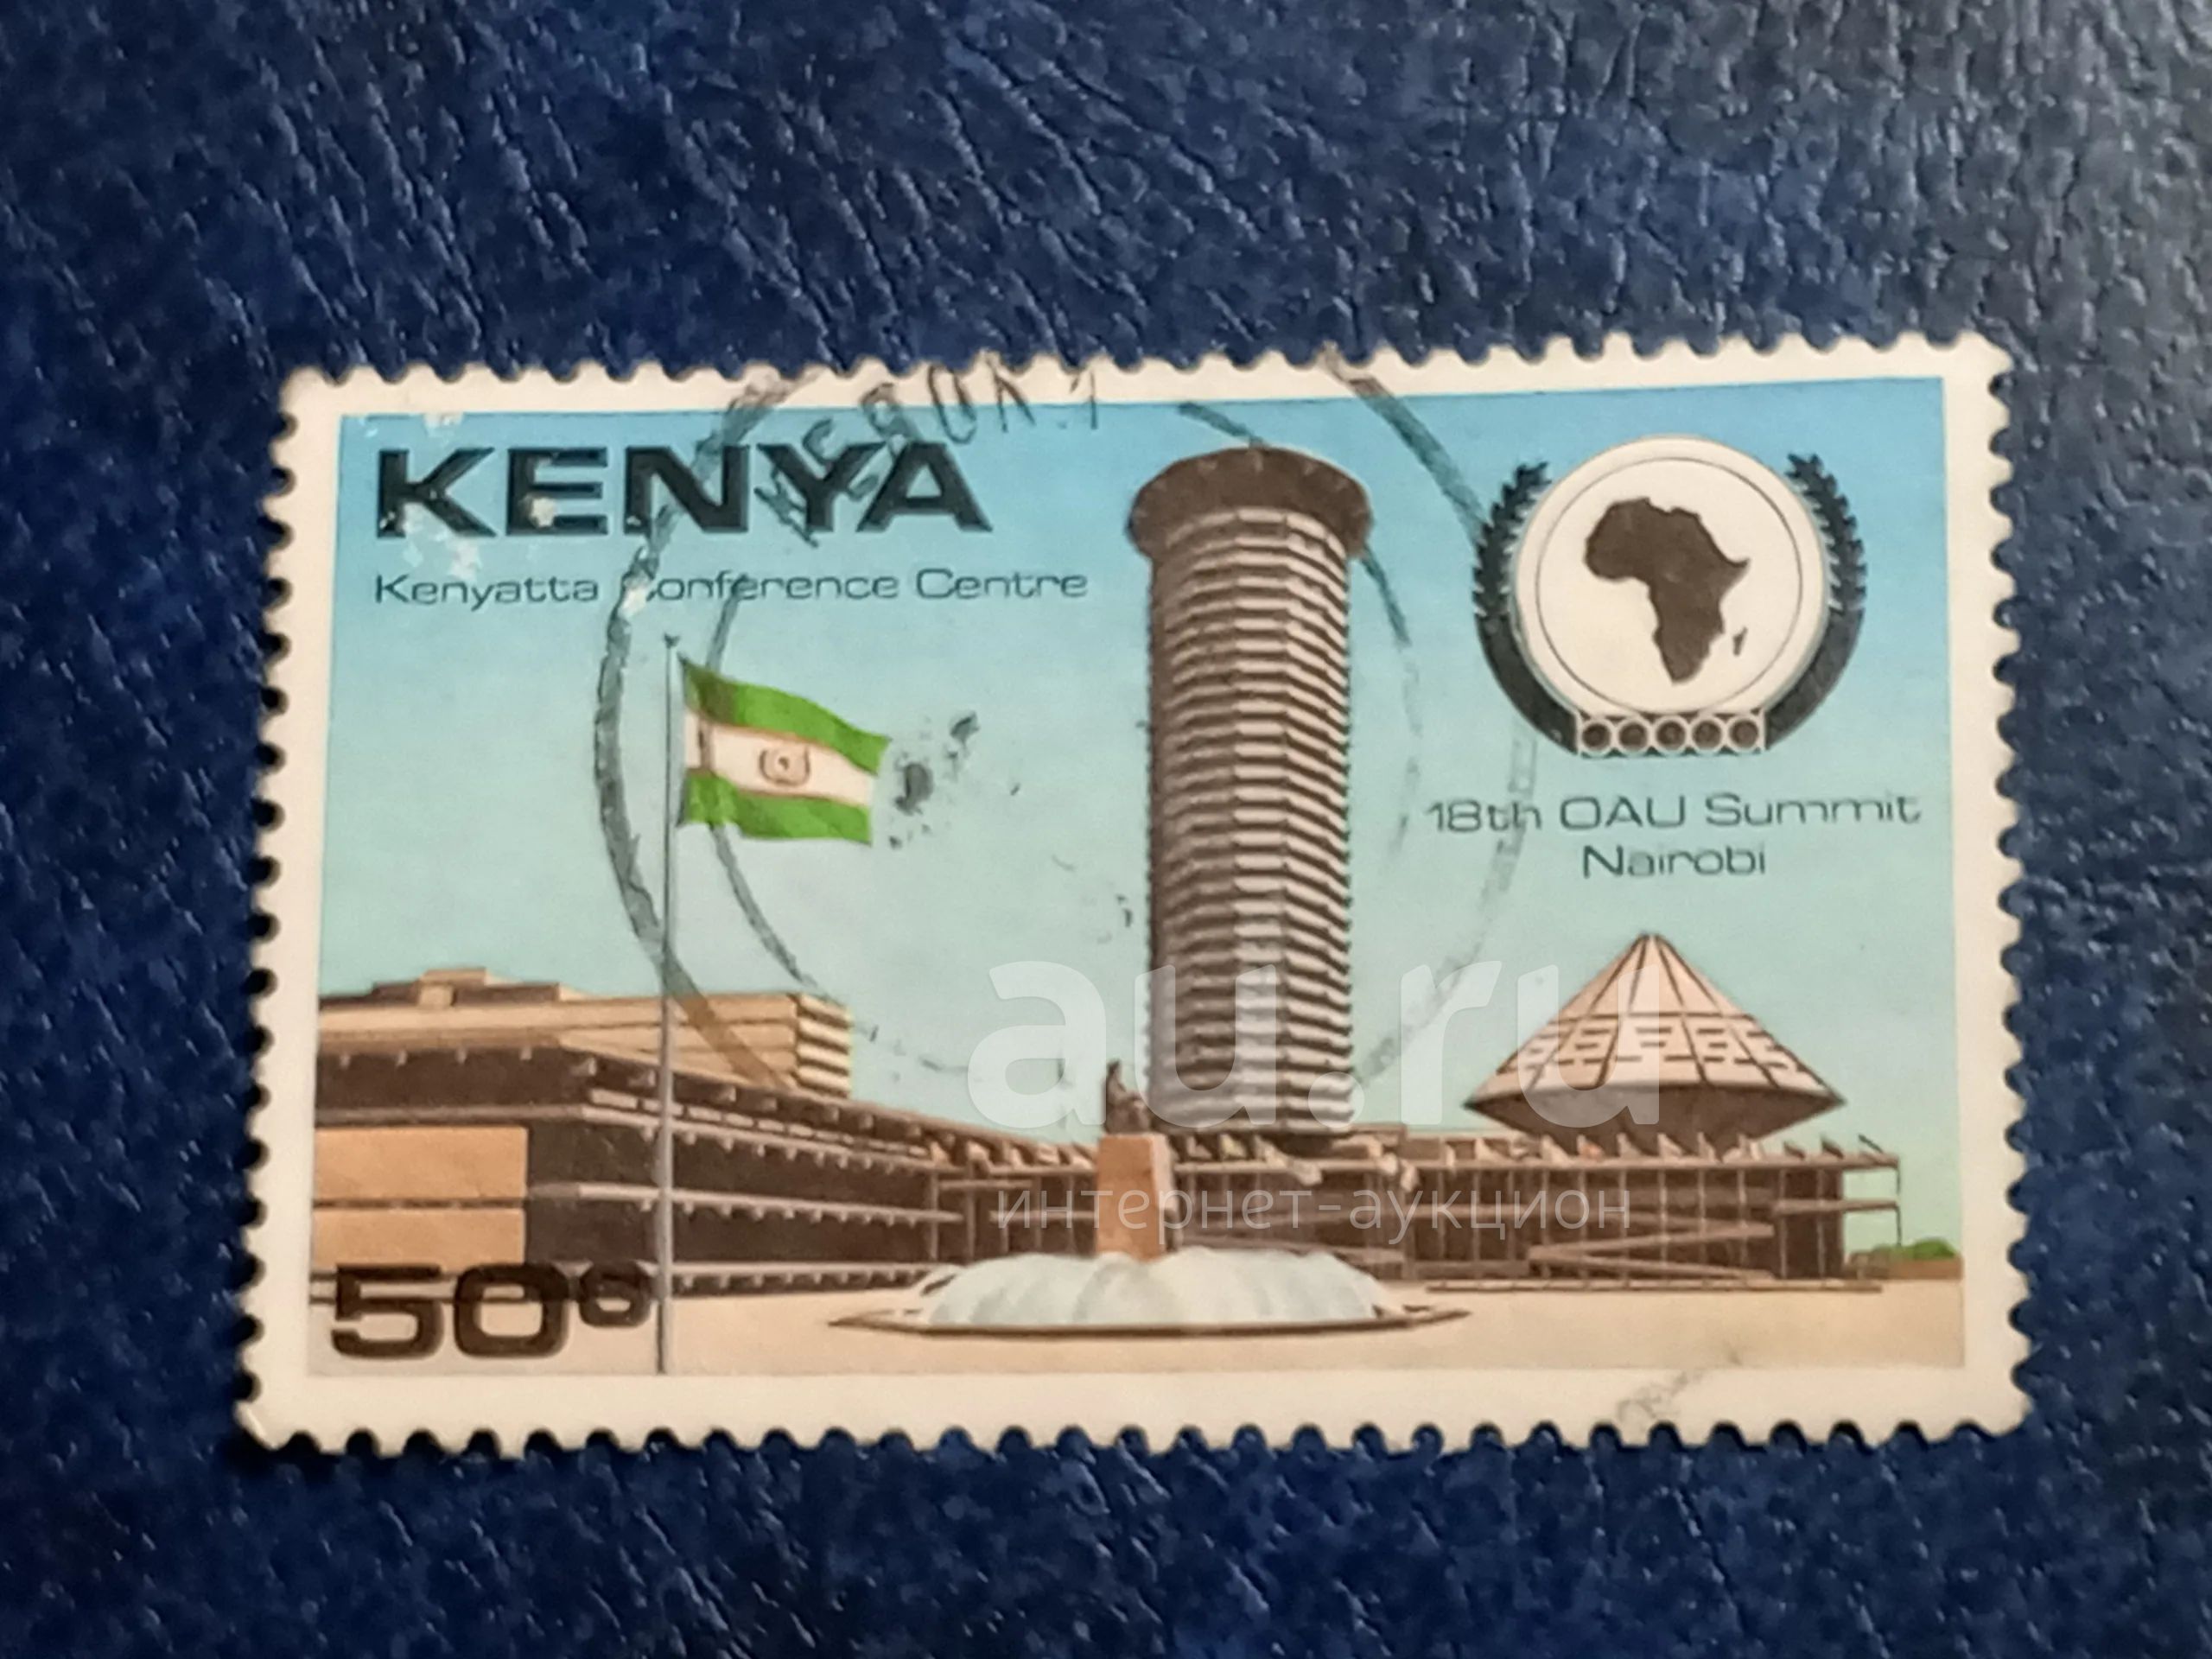 KENYA
Kenyatta Conference Centre
18th OAU Summit
Nairobi
au.ru
интернет-аукцион
50c